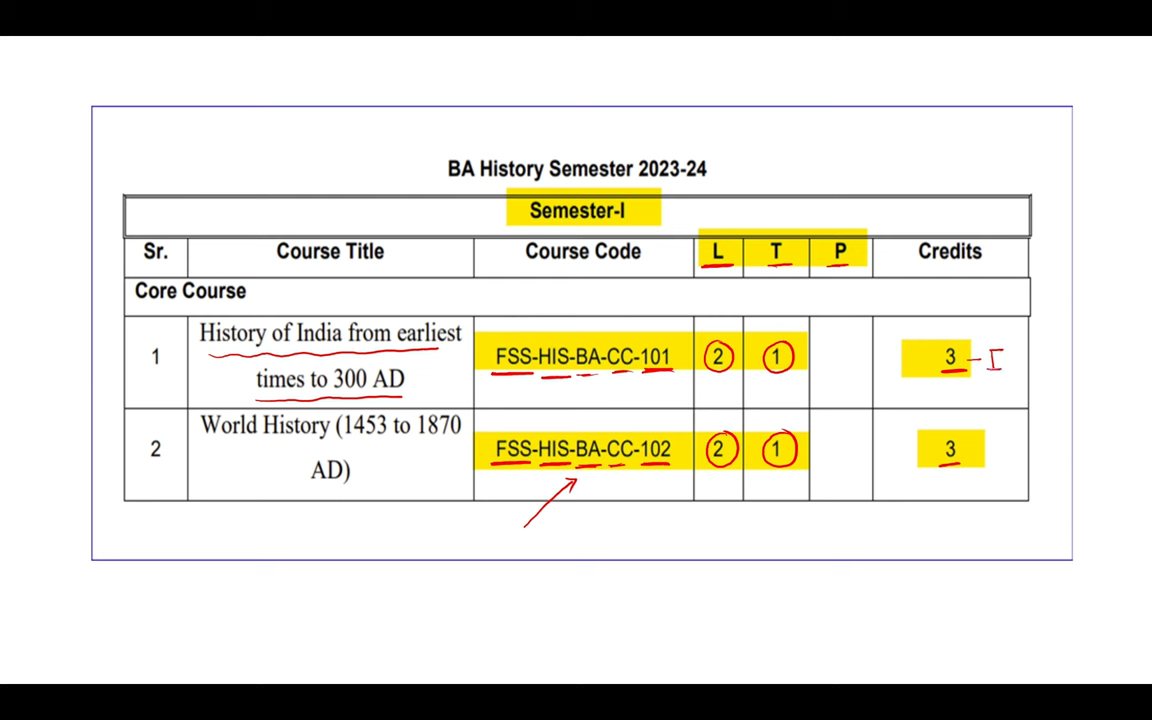 BA History Semester 2023-24
Semester-I
Sr. Course Title Course Code L T P Credits
Core Course
History of India from earliest
1 FSS-HIS-BA-CC-101 2 1 3 - I
times to 300 AD
World History (1453 to 1870
2 FSS-HIS-BA-CC-102 2 1 3
AD)